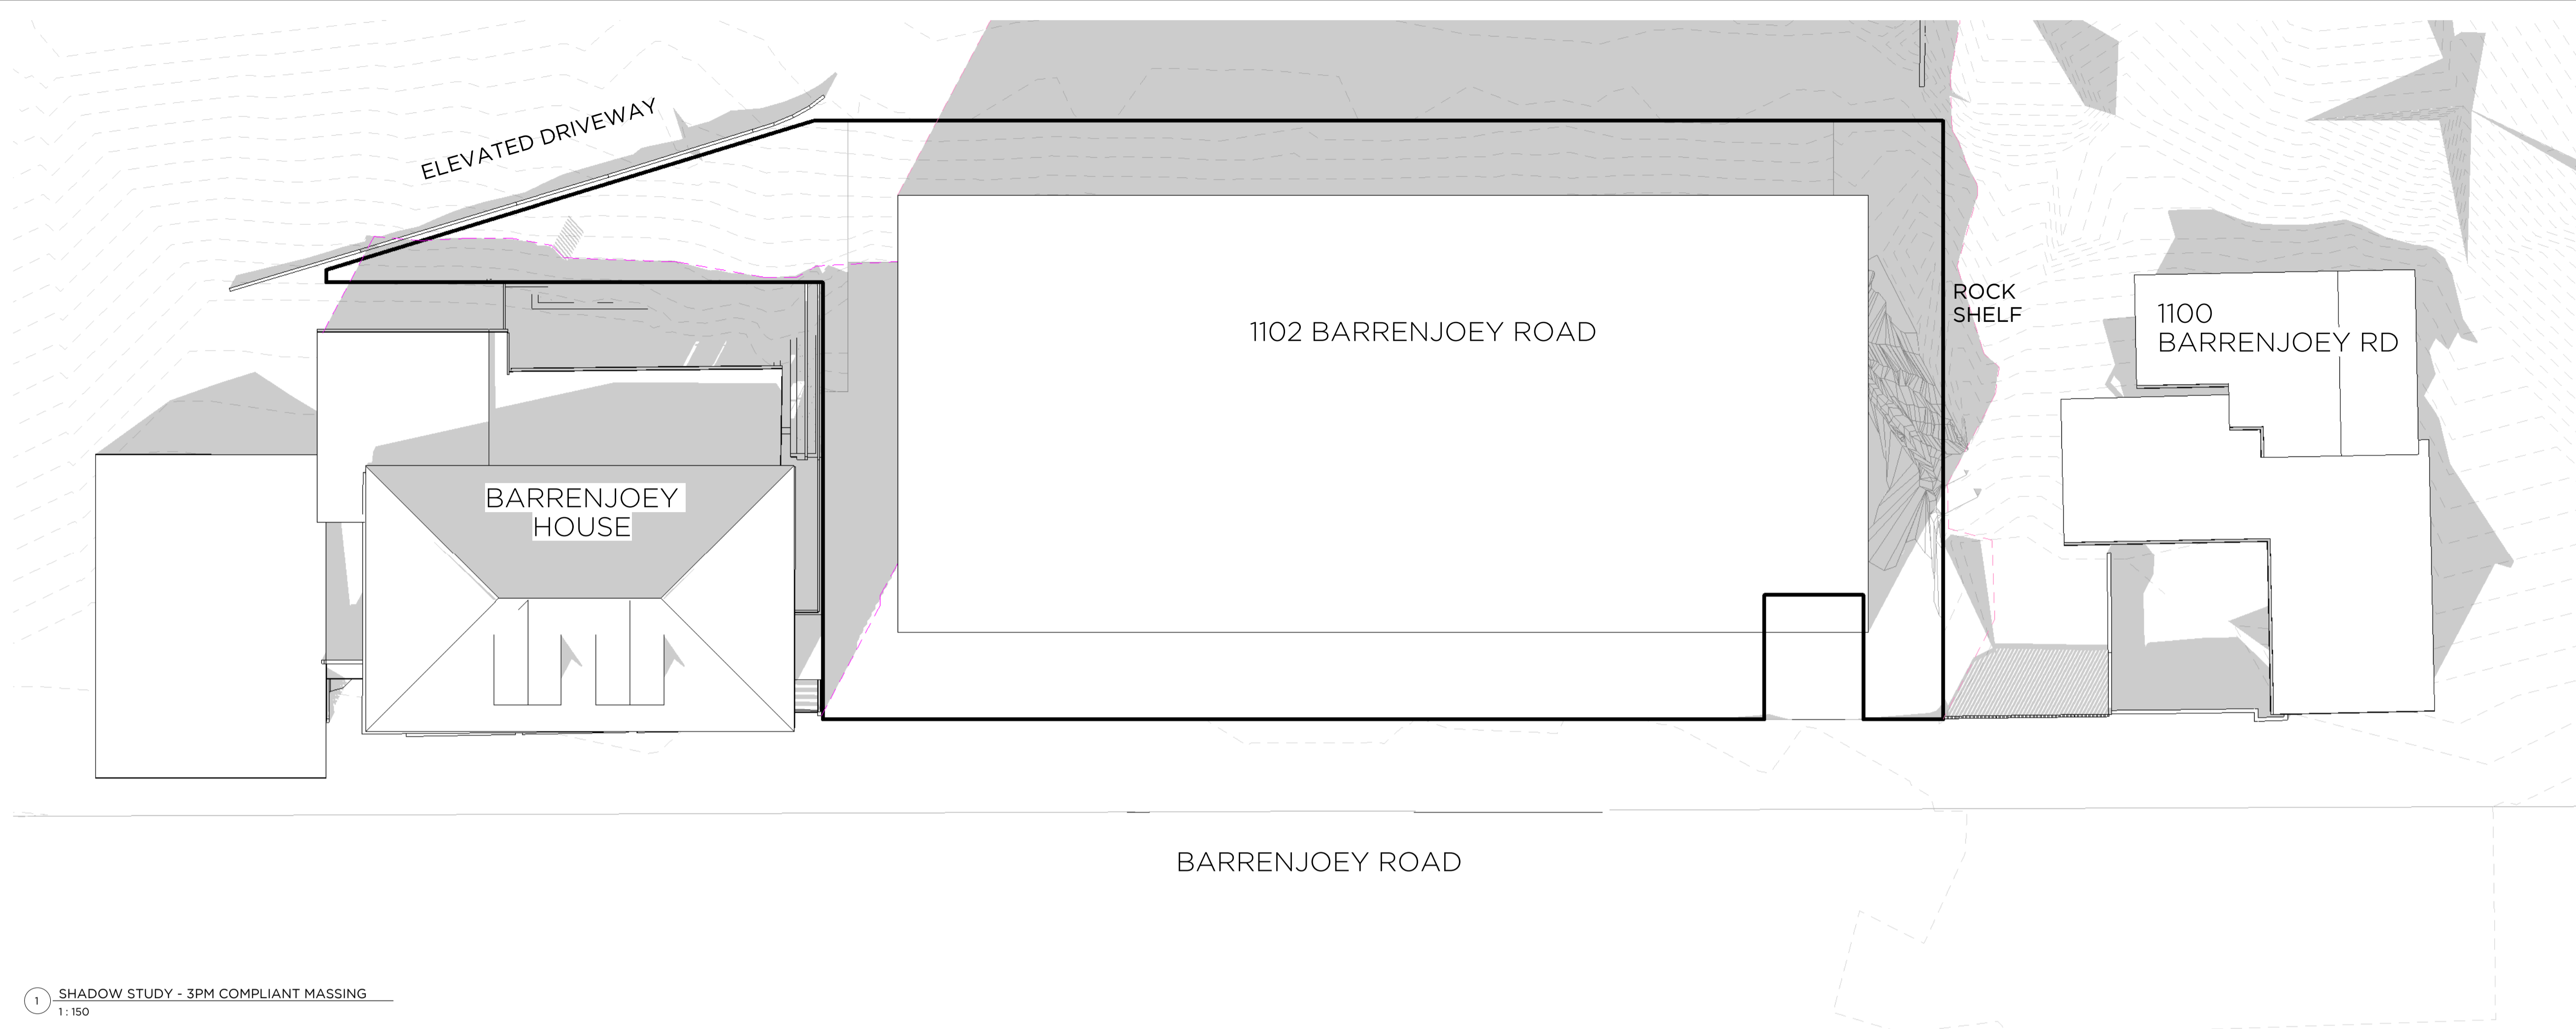 ELEVATED DRIVEWAY
ROCK
SHELF
1100
BARRENJOEY RD
1102 BARRENJOEY ROAD
BARRENJOEY
HOUSE
BARRENJOEY ROAD
1
SHADOW STUDY - 3PM COMPLIANT MASSING
1 : 150